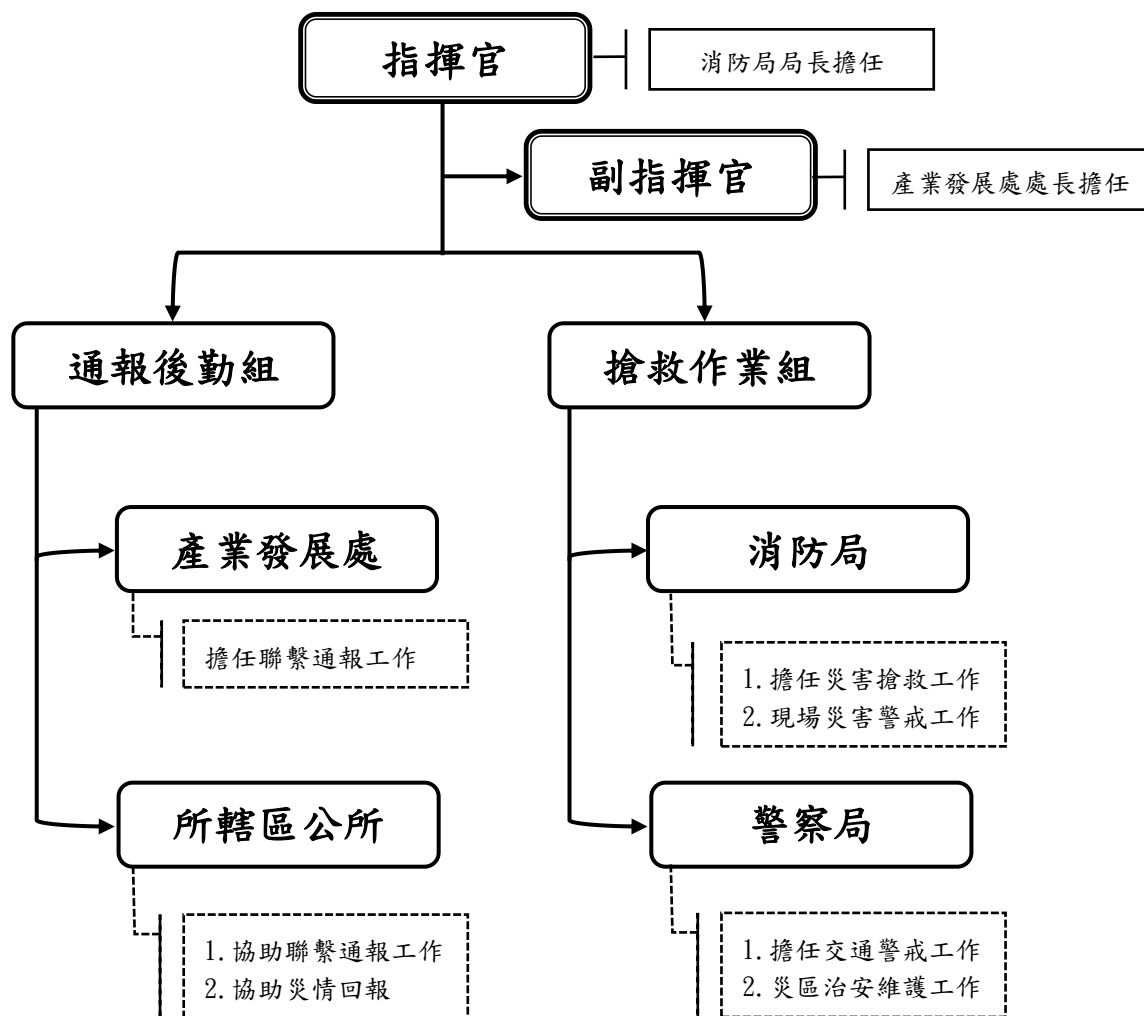 指揮官
消防局局長擔任
副指揮官
產業發展處處長擔任
通報後勤組
搶救作業組
產業發展處
消防局
擔任聯繫通報工作
1.擔任災害搶救工作
2.現場災害警戒工作
所轄區公所
警察局
1.協助聯繫通報工作
2.協助災情回報
1.擔任交通警戒工作
2.災區治安維護工作